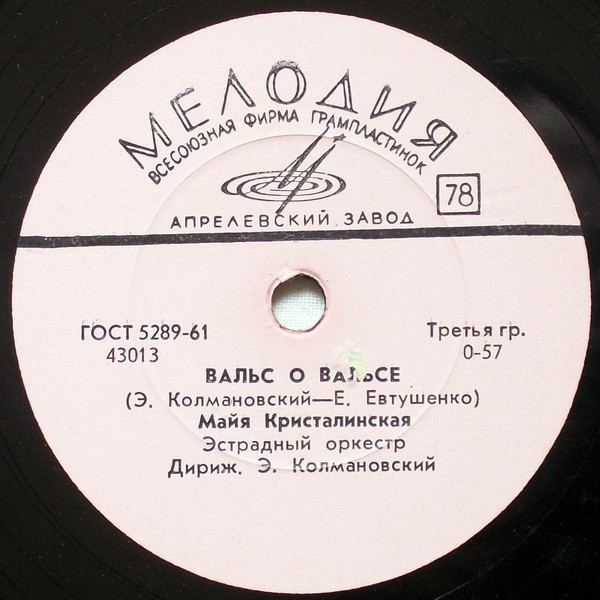 МЕЛОДИЯ
ВСЕСОЮЗНАЯ ФИРМА ГРАМПЛАСТИНОК
78
АПРЕЛЕВСКИЙ ЗАВОД
ГОСТ 5289-61 Третья гр.
43013 0-57
ВАЛЬС О ВАЛЬСЕ
(Э. Колмановский—Е. Евтушенко)
Майя Кристалинская
Эстрадный оркестр
Дириж. Э. Колмановский